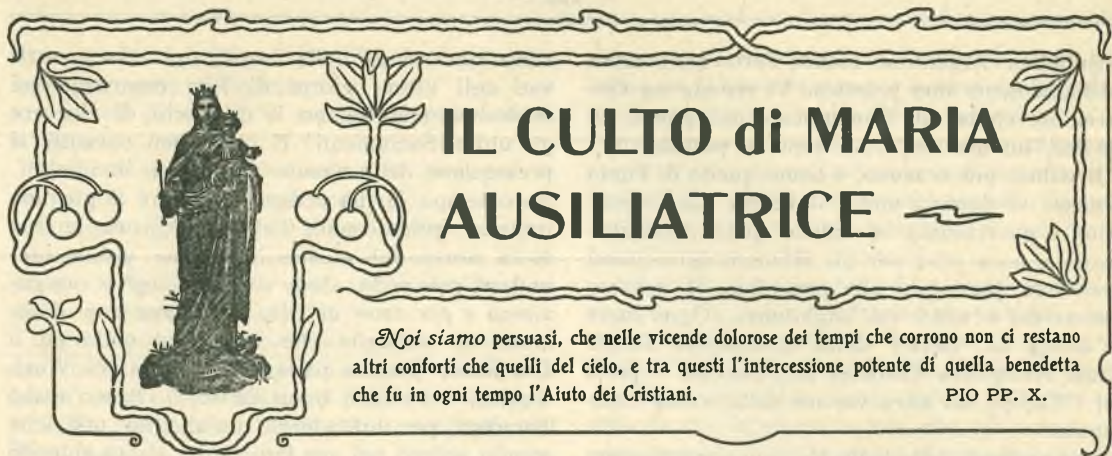 IL CULTO di MARIA
AUSILIATRICE
Noi siamo persuasi, che nelle vicende dolorose dei tempi che corrono non ci restano
altri conforti che quelli del cielo, e tra questi l'intercessione potente di quella benedetta
che fu in ogni tempo l'Aiuto dei Cristiani. PIO PP. X.